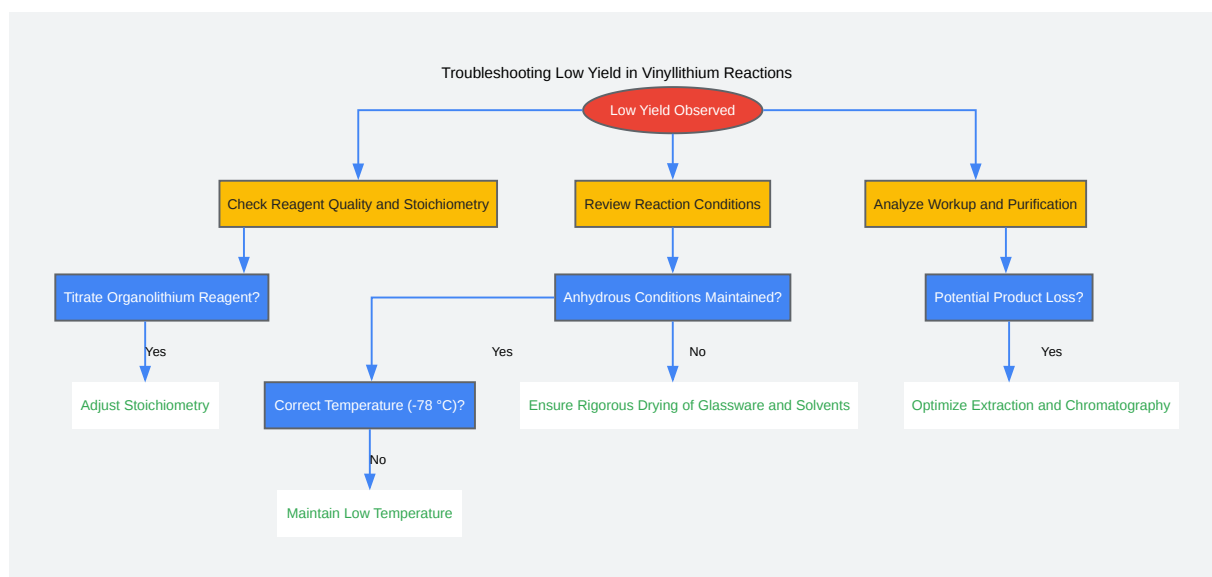 Troubleshooting Low Yield in Vinyllithium Reactions
Low Yield Observed
Check Reagent Quality and Stoichiometry
Review Reaction Conditions
Analyze Workup and Purification
Titrate Organolithium Reagent?
Anhydrous Conditions Maintained?
Potential Product Loss?
Yes
Yes
No
Yes
Adjust Stoichiometry
Correct Temperature (-78 °C)?
Ensure Rigorous Drying of Glassware and Solvents
Optimize Extraction and Chromatography
No
Maintain Low Temperature